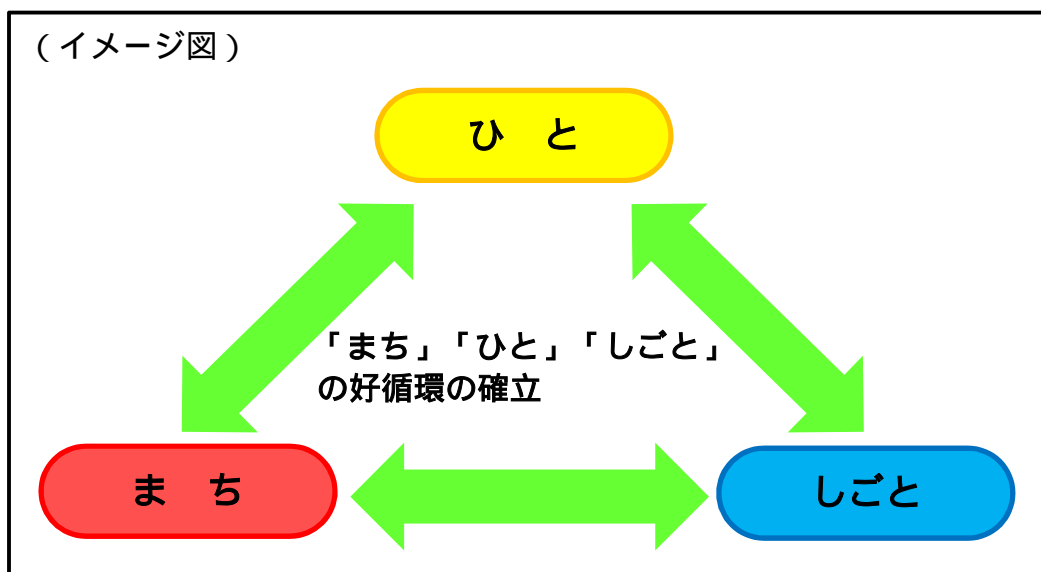 （イメージ図）
ひ　と
「まち」「ひと」「しごと」
の好循環の確立
ま　ち
しごと